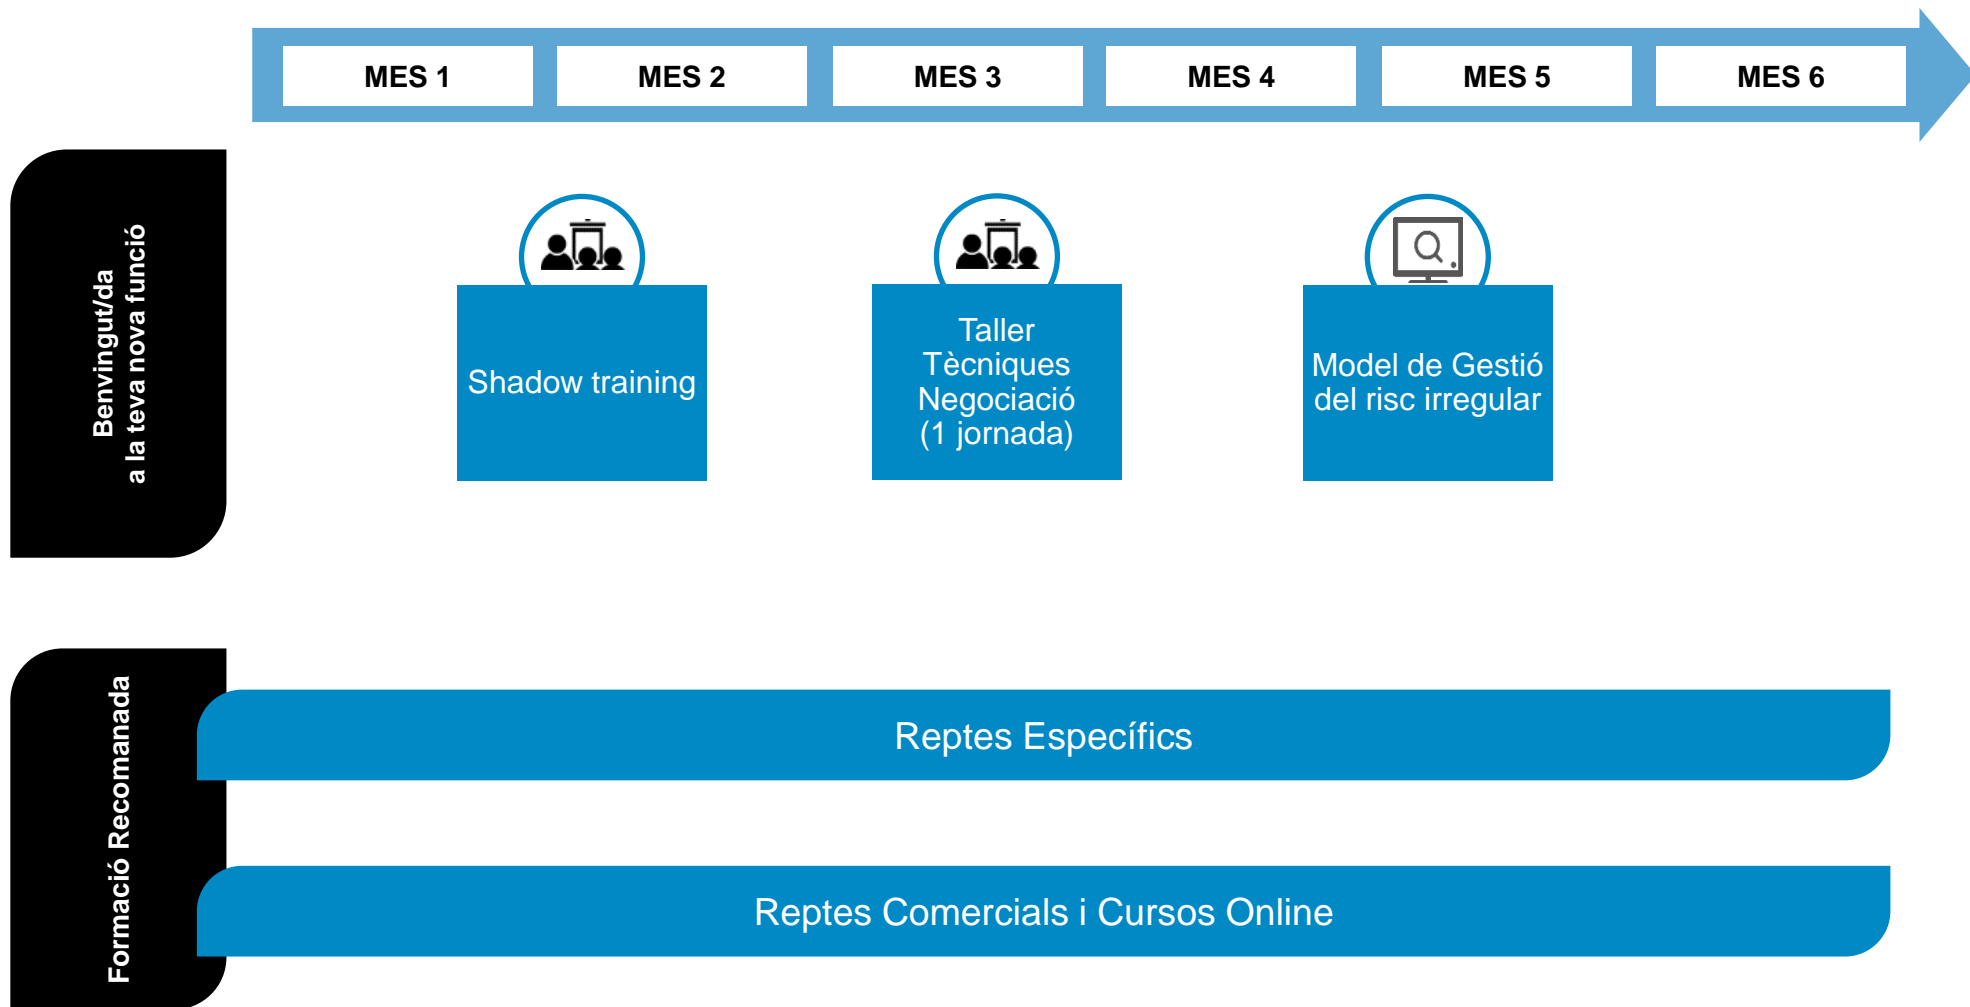 MES 1
MES 2
MES 3
MES 4
MES 5
MES 6
Benvingut/da
a la teva nova funció
Shadow training
Taller
Tècniques
Negociació
(1 jornada)
Model de Gestió
del risc irregular
Formació Recomanada
Reptes Específics
Reptes Comercials i Cursos Online